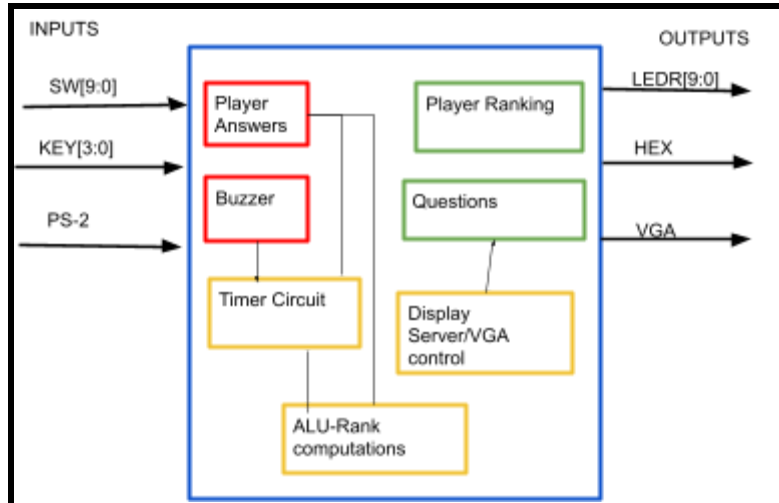 INPUTS
SW[9:0]
KEY[3:0]
PS-2
Player
Answers
Buzzer
Timer Circuit
ALU-Rank
computations
Player Ranking
Questions
Display
Server/VGA
control
OUTPUTS
LEDR[9:0]
HEX
VGA